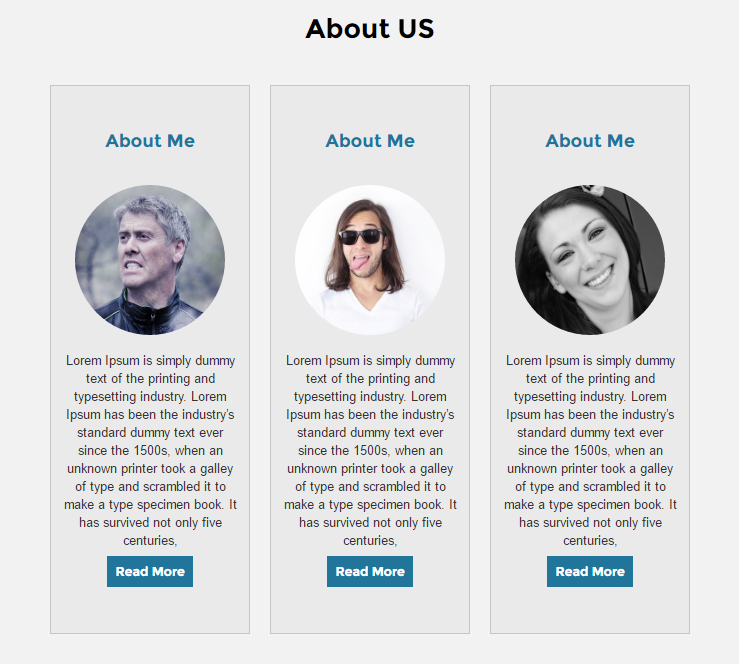 About US
About Me
Lorem Ipsum is simply dummy
text of the printing and
typesetting industry. Lorem
Ipsum has been the industry's
standard dummy text ever
since the 1500s, when an
unknown printer took a galley
of type and scrambled it to
make a type specimen book. It
has survived not only five
centuries,
Read More
About Me
Lorem Ipsum is simply dummy
text of the printing and
typesetting industry. Lorem
Ipsum has been the industry's
standard dummy text ever
since the 1500s, when an
unknown printer took a galley
of type and scrambled it to
make a type specimen book. It
has survived not only five
centuries,
Read More
About Me
Lorem Ipsum is simply dummy
text of the printing and
typesetting industry. Lorem
Ipsum has been the industry's
standard dummy text ever
since the 1500s, when an
unknown printer took a galley
of type and scrambled it to
make a type specimen book. It
has survived not only five
centuries,
Read More